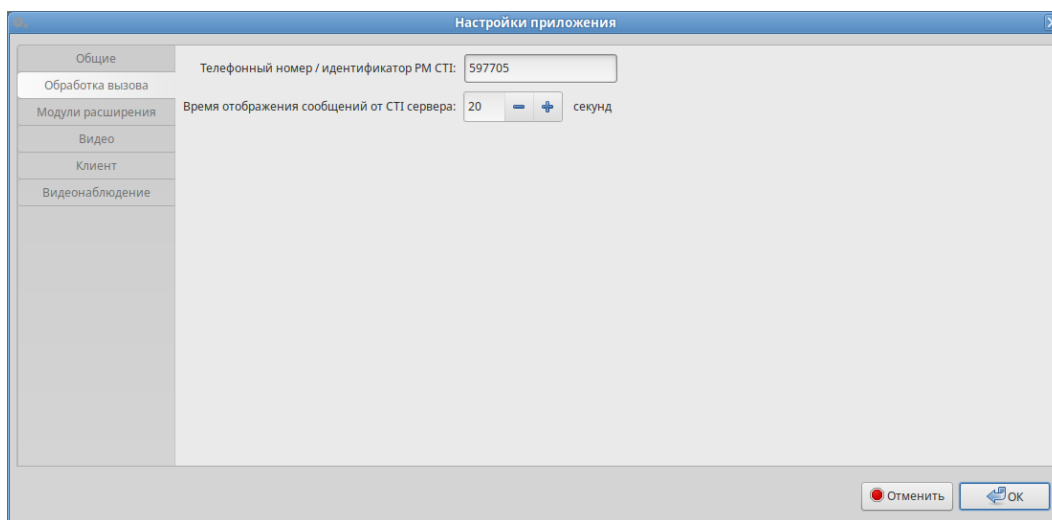 Настройки приложения
Общие
Обработка вызова
Модули расширения
Видео
Клиент
Видеонаблюдение
Телефонный номер / идентификатор РМ CTI: 597705
Время отображения сообщений от CTI сервера: 20 секунд
Отменить
ОК